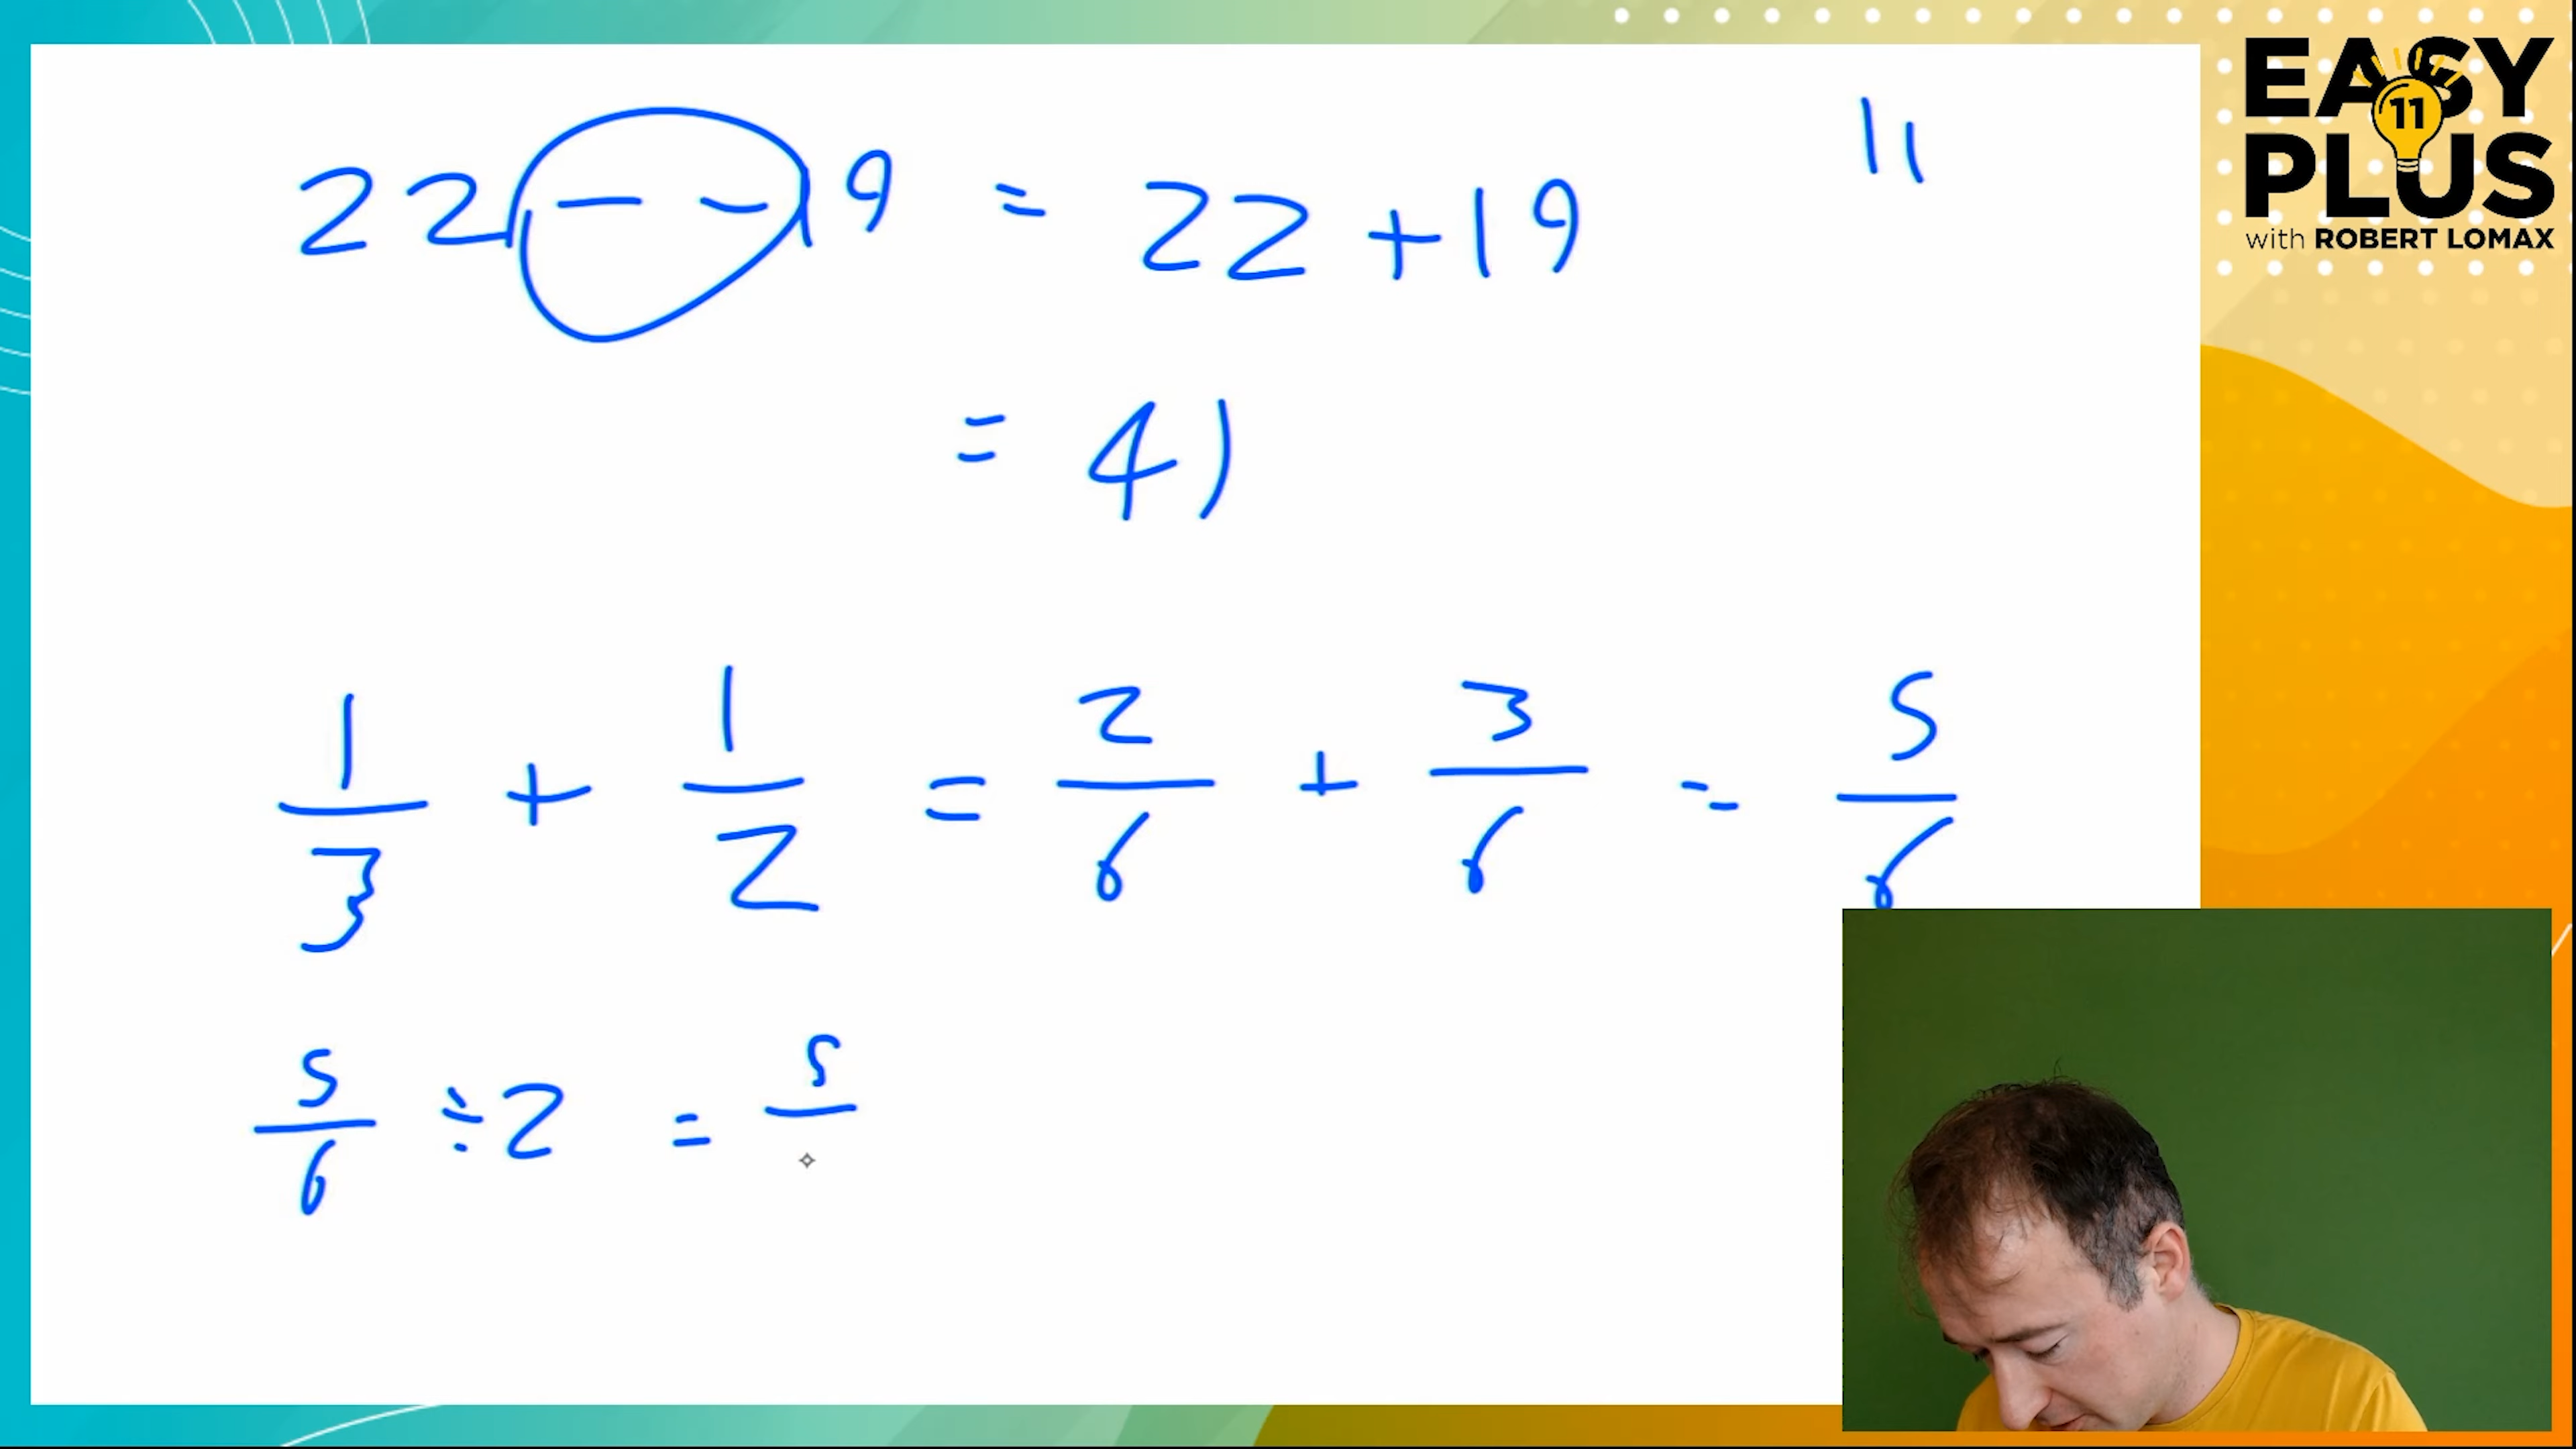 EASY
11
PLUS
with ROBERT LOMAX
11
22 - - 19 = 22 + 19
= 41
1/3 + 1/2 = 2/6 + 3/6 = 5/6
5/6 ÷ 2 = 5/